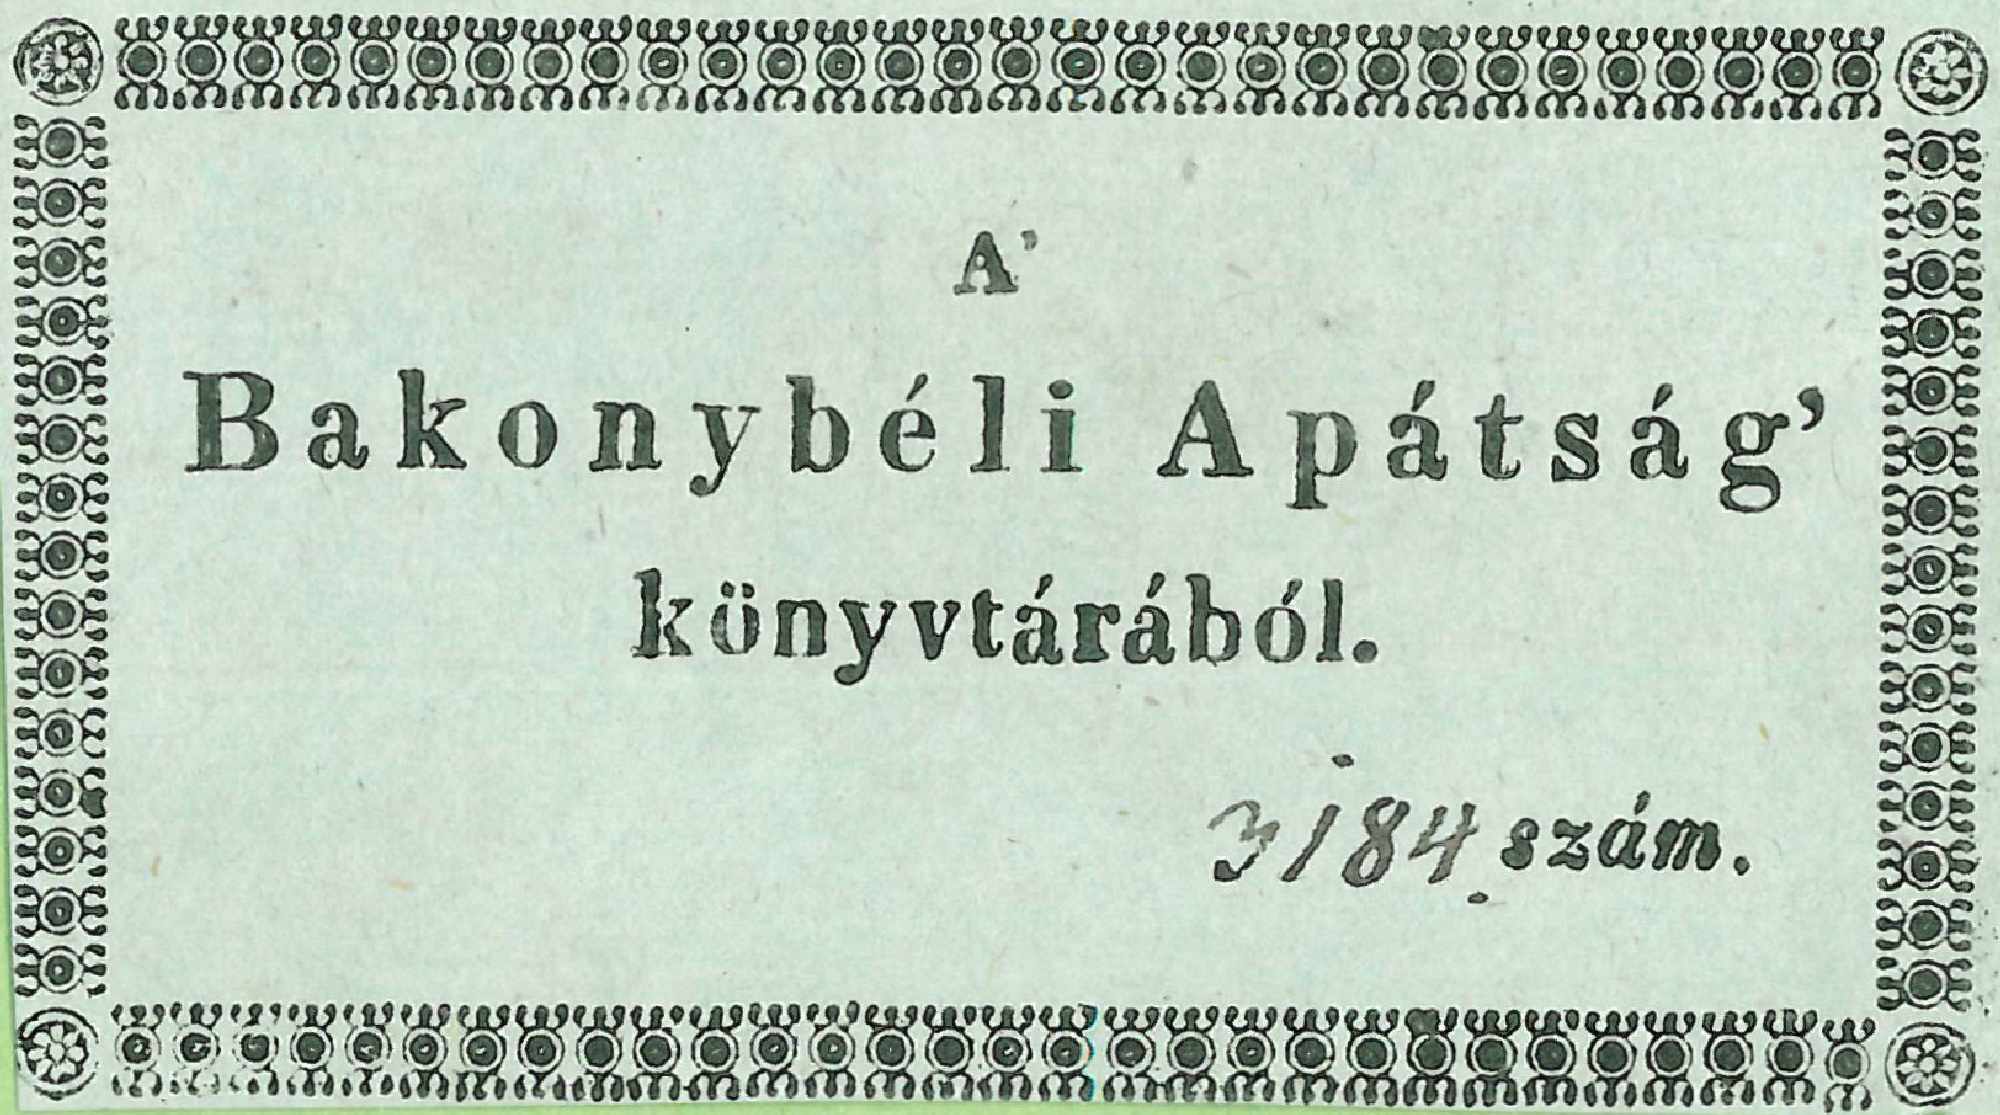 A’
Bakonybéli Apátság’
könyvtárából.
3184 szám.